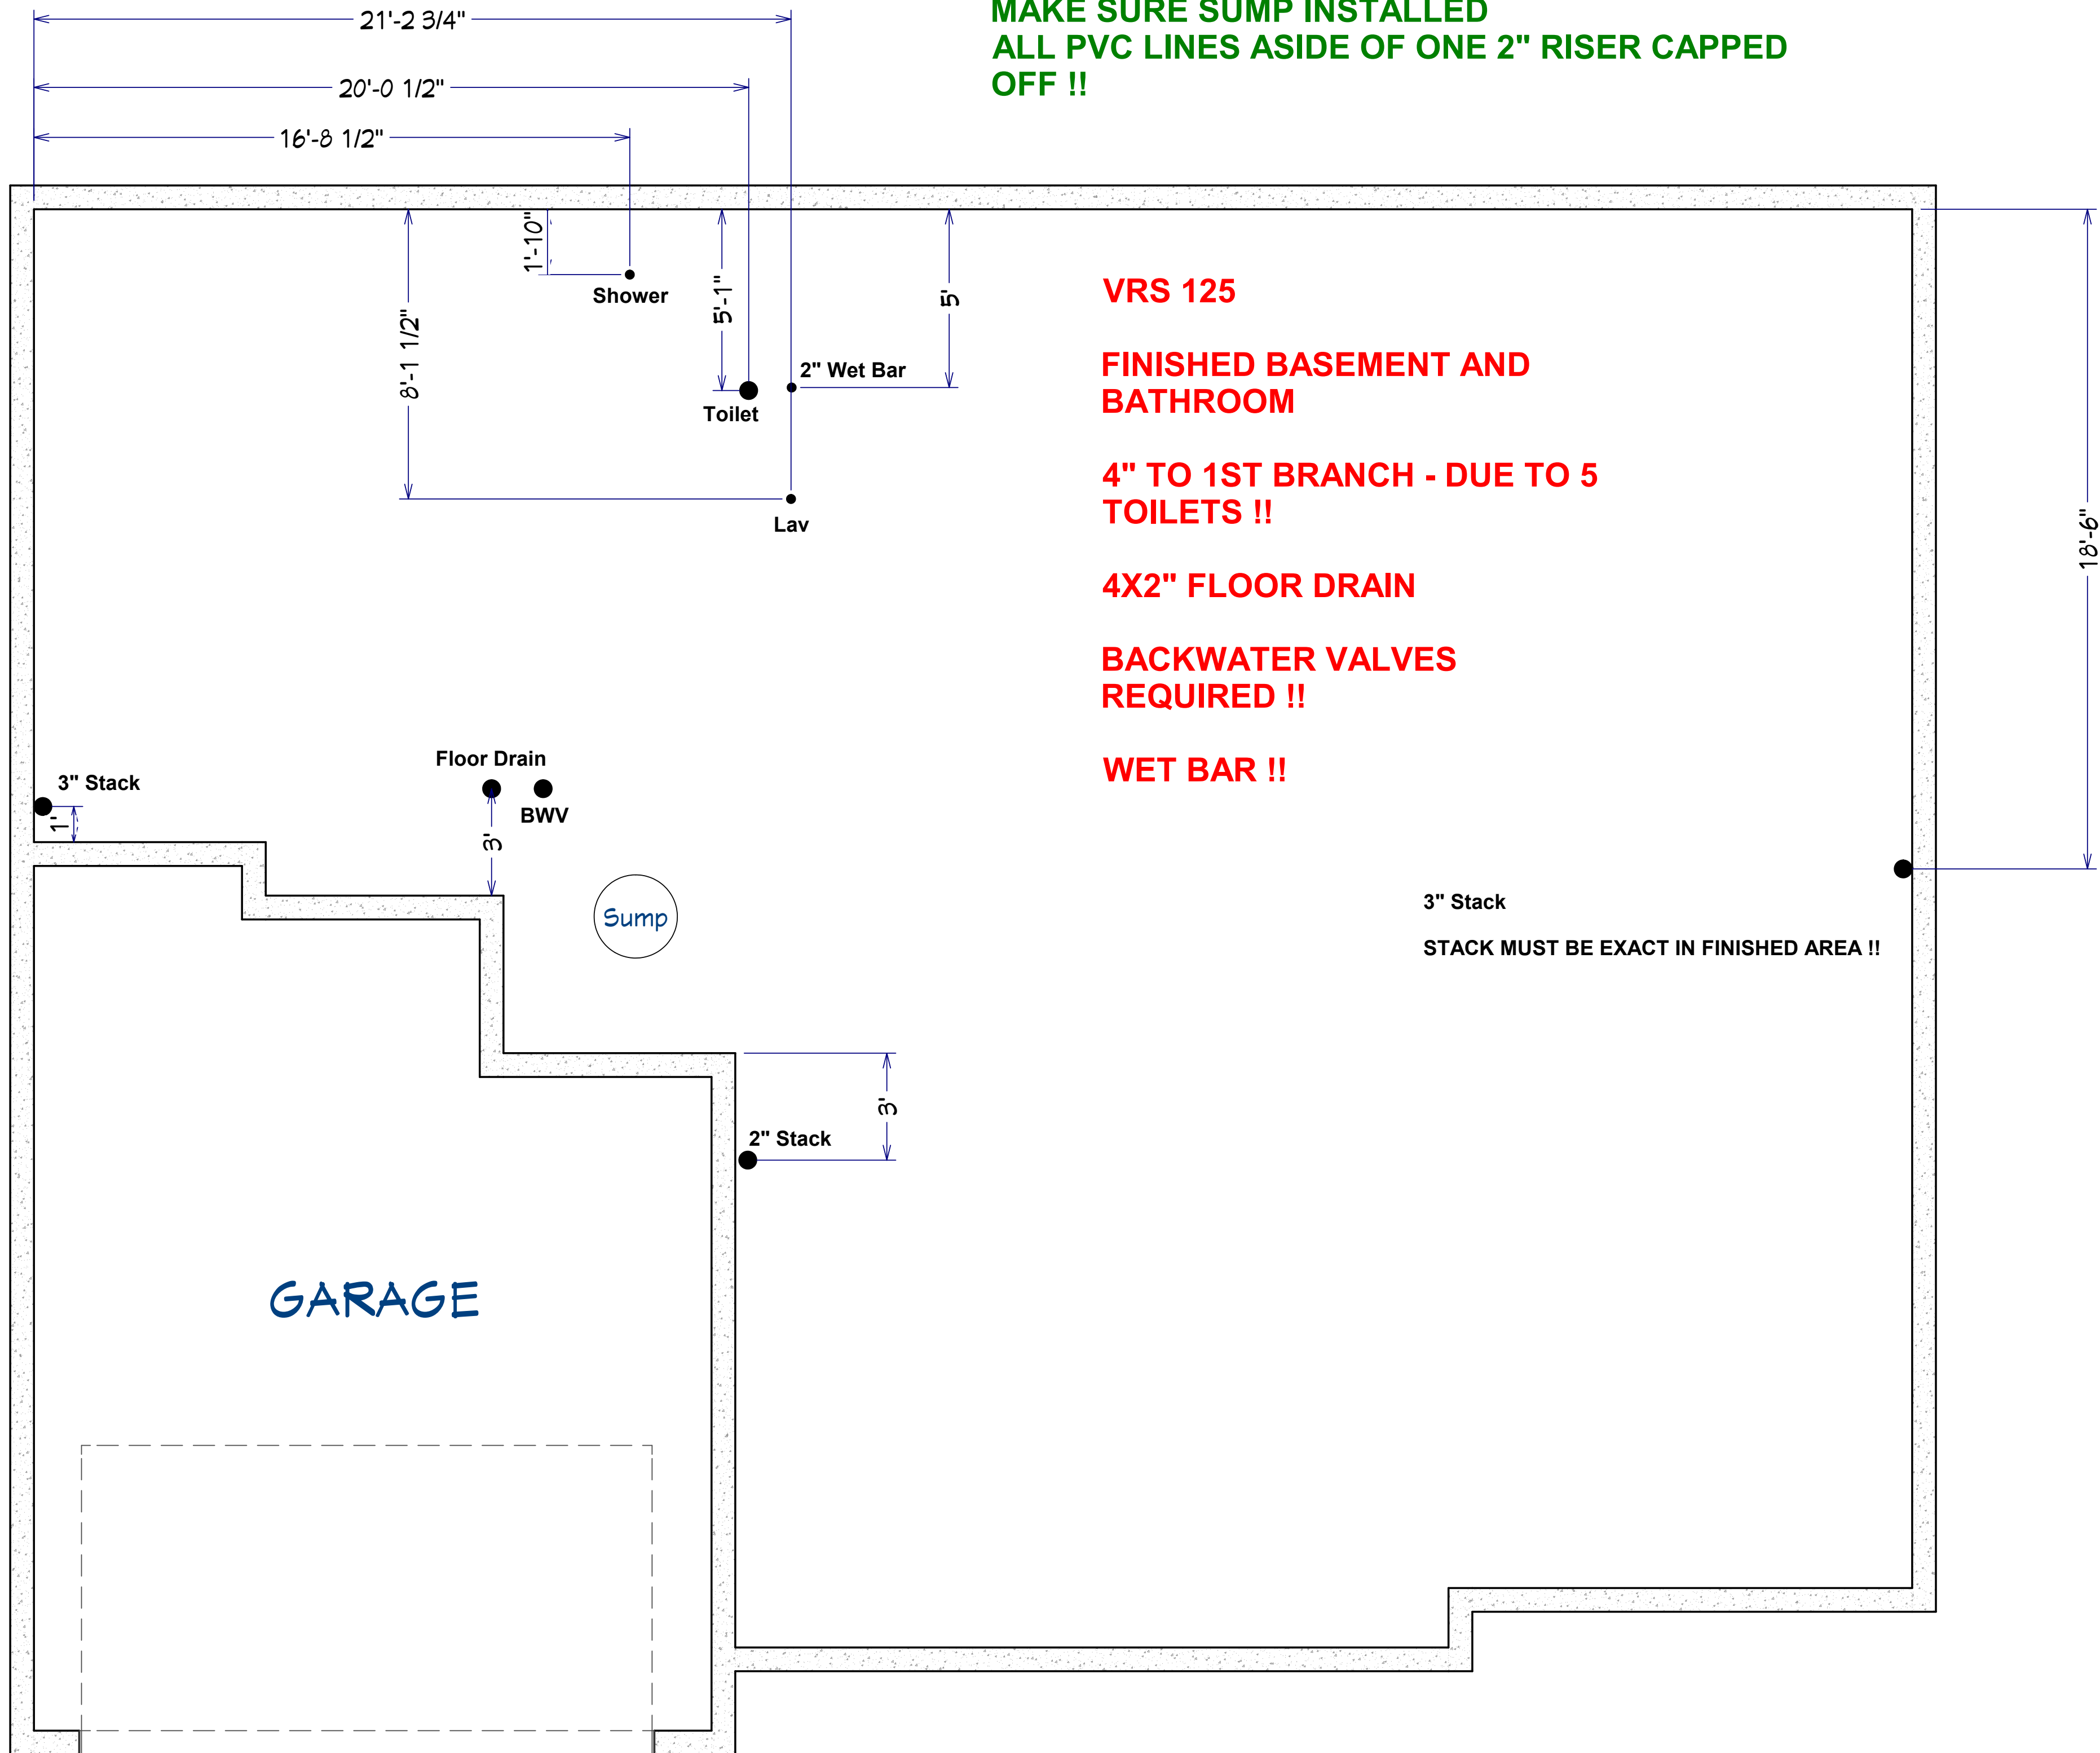 MAKE SURE SUMP INSTALLED
ALL PVC LINES ASIDE OF ONE 2" RISER CAPPED
OFF !!
21'-2 3/4"
20'-0 1/2"
16'-8 1/2"
1'-10"
Shower
8'-1 1/2"
5'-1"
5'
2" Wet Bar
Toilet
Lav
VRS 125
FINISHED BASEMENT AND
BATHROOM
4" TO 1ST BRANCH - DUE TO 5
TOILETS !!
4X2" FLOOR DRAIN
BACKWATER VALVES
REQUIRED !!
WET BAR !!
18'-6"
3" Stack
1'
Floor Drain
BWV
3'
Sump
3" Stack
STACK MUST BE EXACT IN FINISHED AREA !!
3'
2" Stack
GARAGE